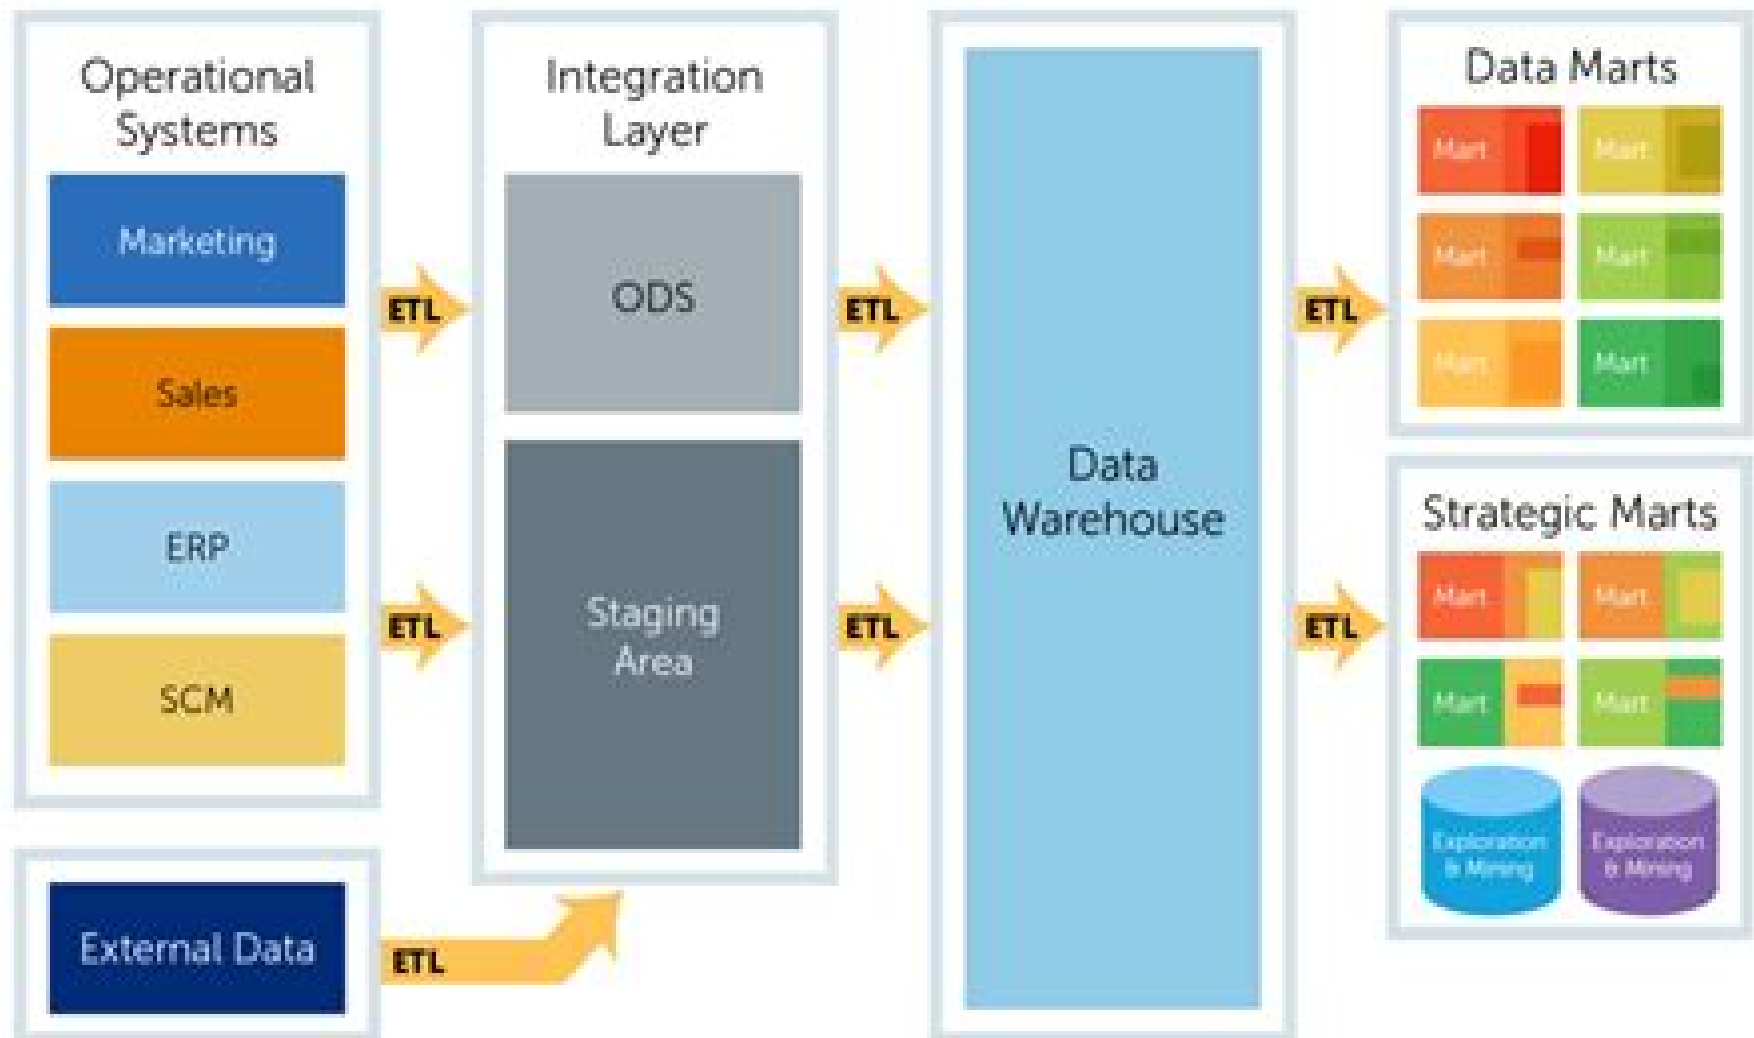 Operational
Systems
Marketing
Sales
ERP
SCM
External Data
ETL
ETL
ETL
Integration
Layer
ODS
Staging
Area
ETL
ETL
Data
Warehouse
ETL
ETL
Data Marts
Mart Mart
Mart Mart
Mart Mart
Strategic Marts
Mart Mart
Mart Mart
Exploration Exploration
& Mining & Mining